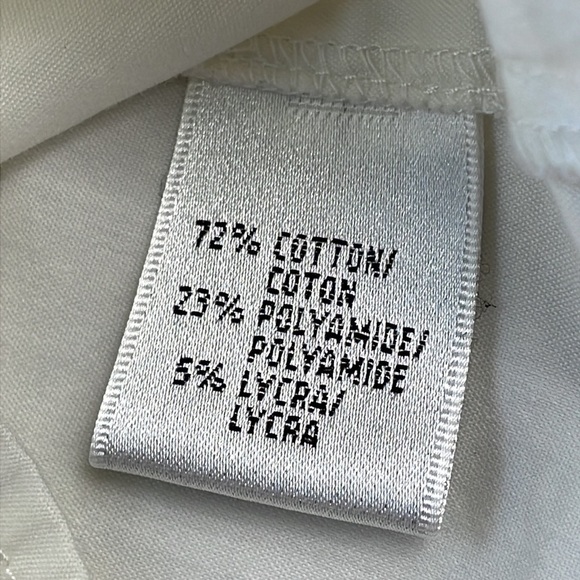 72% COTTON/
COTON
23% POLYAMIDE/
POLYAMIDE
5% LYCRA/
LYCRA